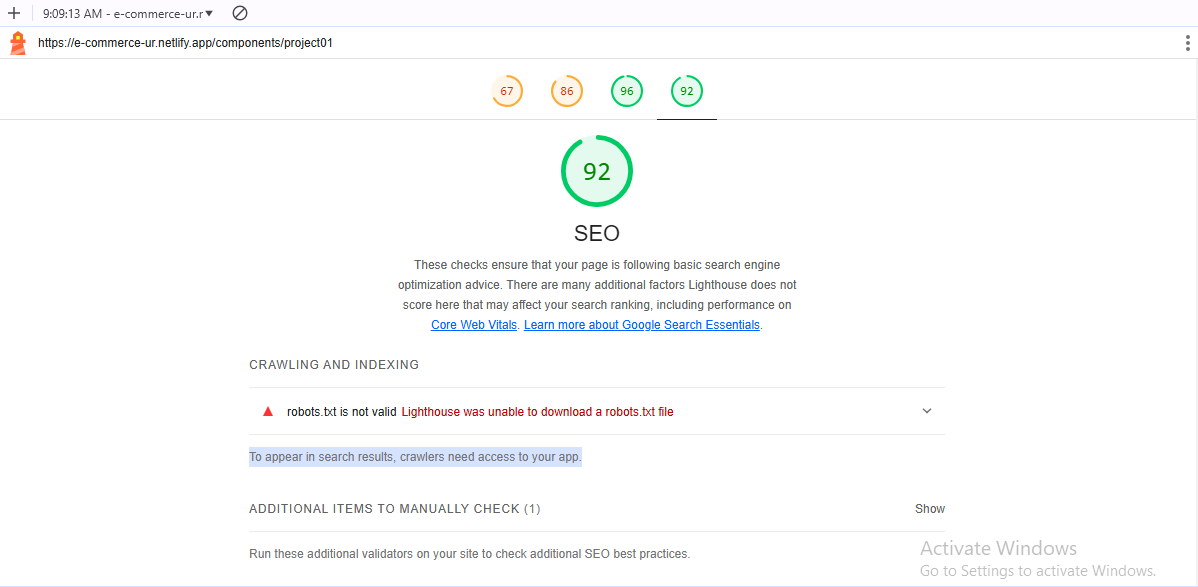 9:09:13 AM - e-commerce-ur.r
https://e-commerce-ur.netlify.app/components/project01
67 86 96 92
92
SEO
These checks ensure that your page is following basic search engine
optimization advice. There are many additional factors Lighthouse does not
score here that may affect your search ranking, including performance on
Core Web Vitals. Learn more about Google Search Essentials.
CRAWLING AND INDEXING
robots.txt is not valid Lighthouse was unable to download a robots.txt file
To appear in search results, crawlers need access to your app.
ADDITIONAL ITEMS TO MANUALLY CHECK (1) Show
Run these additional validators on your site to check additional SEO best practices.
Activate Windows
Go to Settings to activate Windows.